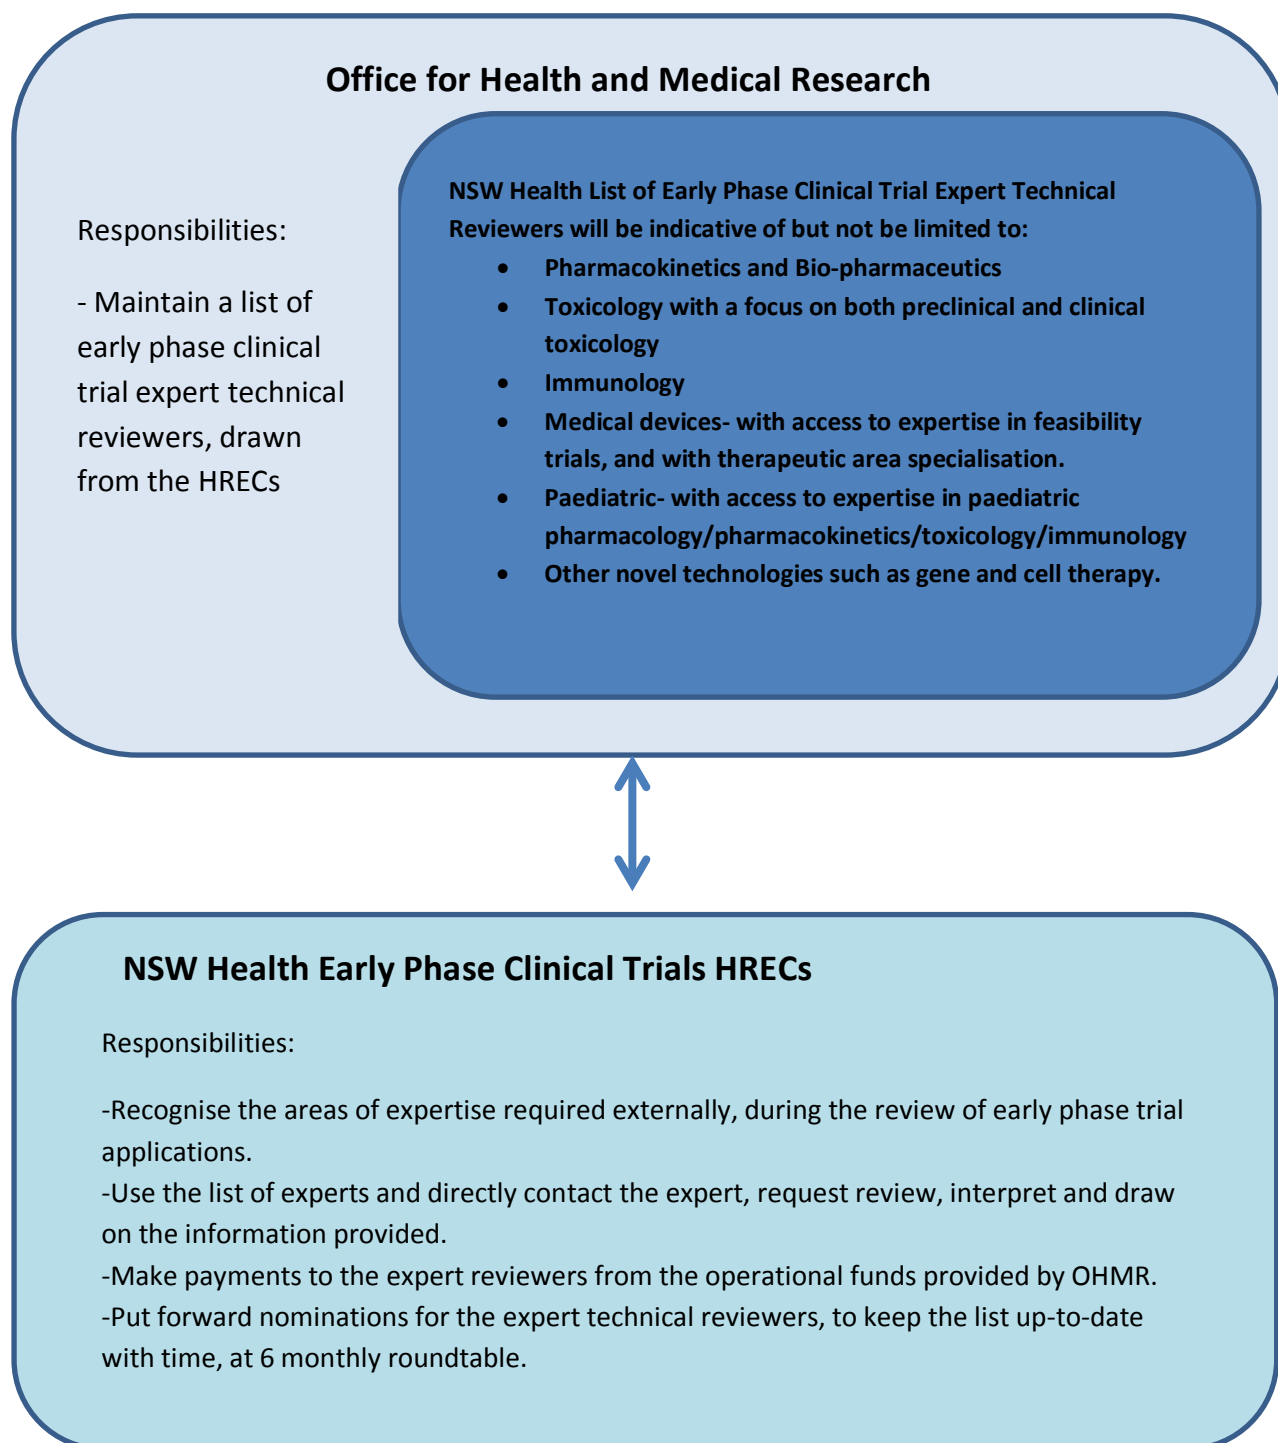 Office for Health and Medical Research
Responsibilities:
- Maintain a list of
early phase clinical
trial expert technical
reviewers, drawn
from the HRECs
NSW Health List of Early Phase Clinical Trial Expert Technical
Reviewers will be indicative of but not be limited to:
• Pharmacokinetics and Bio-pharmaceutics
• Toxicology with a focus on both preclinical and clinical
toxicology
• Immunology
• Medical devices- with access to expertise in feasibility
trials, and with therapeutic area specialisation.
• Paediatric- with access to expertise in paediatric
pharmacology/pharmacokinetics/toxicology/immunology
• Other novel technologies such as gene and cell therapy.
NSW Health Early Phase Clinical Trials HRECs
Responsibilities:
-Recognise the areas of expertise required externally, during the review of early phase trial
applications.
-Use the list of experts and directly contact the expert, request review, interpret and draw
on the information provided.
-Make payments to the expert reviewers from the operational funds provided by OHMR.
-Put forward nominations for the expert technical reviewers, to keep the list up-to-date
with time, at 6 monthly roundtable.